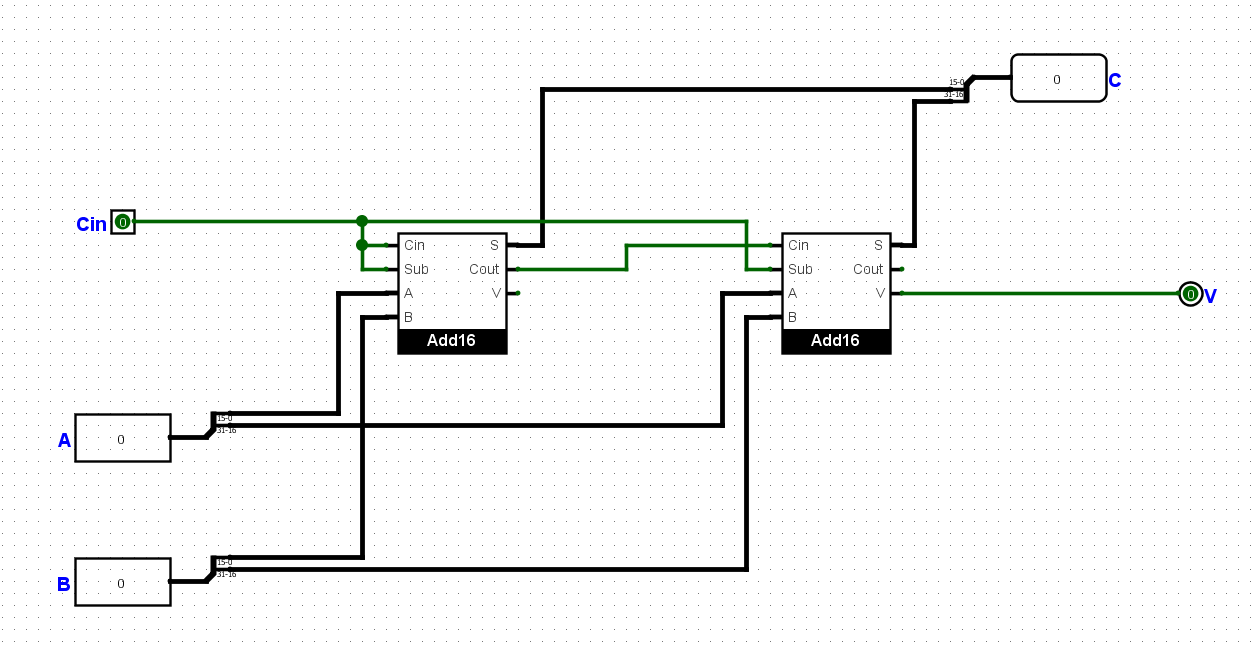 0 C
15-0
31-16
Cin 0
Cin S
Sub Cout
A V
B
Add16
Cin S
Sub Cout
A V
B
Add16
0 V
A 0
15-0
31-16
B 0
15-0
31-16